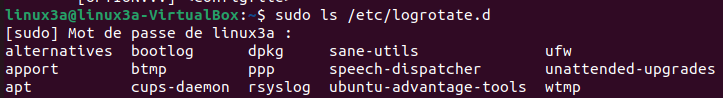 linux3a@linux3a-VirtualBox:~$ sudo ls /etc/logrotate.d
[sudo] Mot de passe de linux3a :
alternatives bootlog dpkg sane-utils ufw
apport btmp ppp speech-dispatcher unattended-upgrades
apt cups-daemon rsyslog ubuntu-advantage-tools wtmp